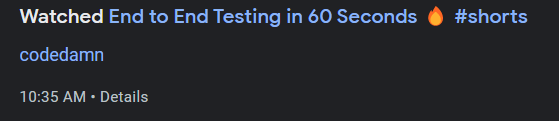 Watched End to End Testing in 60 Seconds 🔥 #shorts
codedamn
10:35 AM • Details